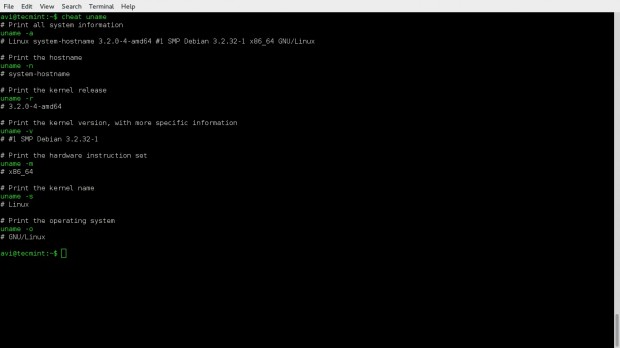 File Edit View Search Terminal Help
avi@tecmint:~$ cheat uname
# Print all system information
uname -a
# Linux system-hostname 3.2.0-4-amd64 #1 SMP Debian 3.2.32-1 x86_64 GNU/Linux
# Print the hostname
uname -n
# system-hostname
# Print the kernel release
uname -r
# 3.2.0-4-amd64
# Print the kernel version, with more specific information
uname -v
# #1 SMP Debian 3.2.32-1
# Print the hardware instruction set
uname -m
# x86_64
# Print the kernel name
uname -s
# Linux
# Print the operating system
uname -o
# GNU/Linux
avi@tecmint:~$